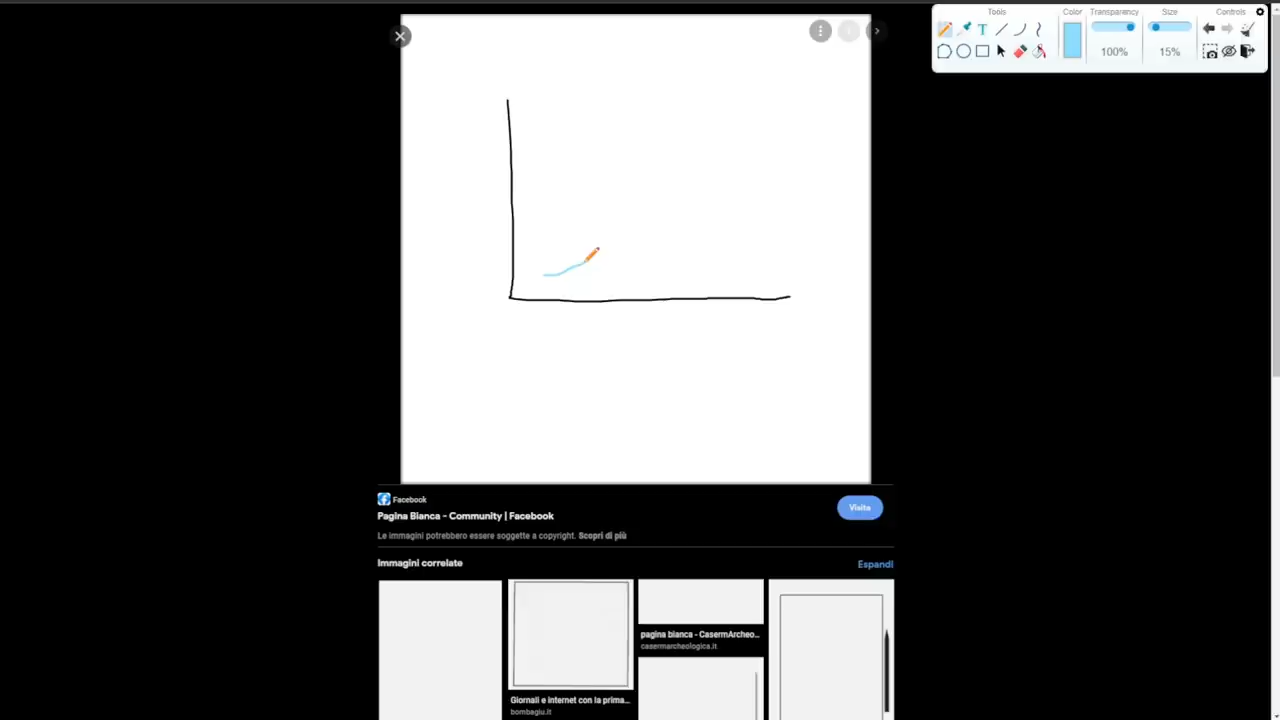 Tools
Color
Transparency
Size
Controls
T
100%
15%
Facebook
Pagina Bianca - Community | Facebook
Visita
Le immagini potrebbero essere soggette a copyright. Scopri di più
Immagini correlate
Espandi
pagina bianca - CasermArcheo...
casermarcheologica.it
Giornali e internet con la prima...
bombagiu.it